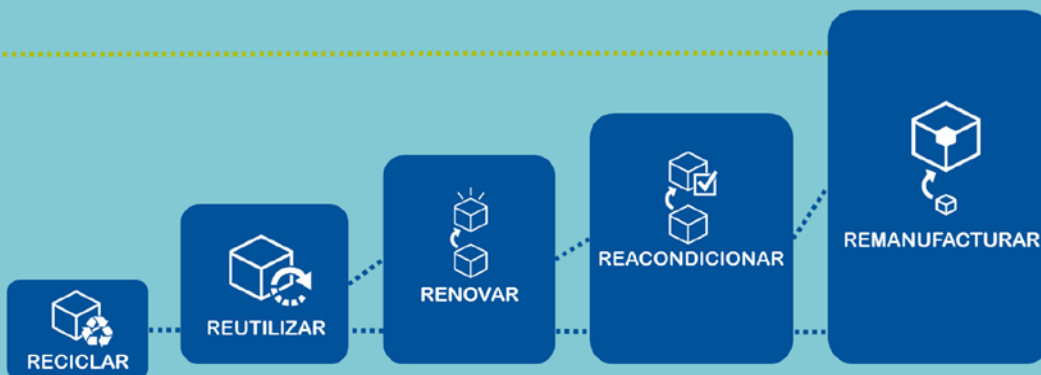 RECICLAR
REUTILIZAR
RENOVAR
REACONDICIONAR
REMANUFACTURAR